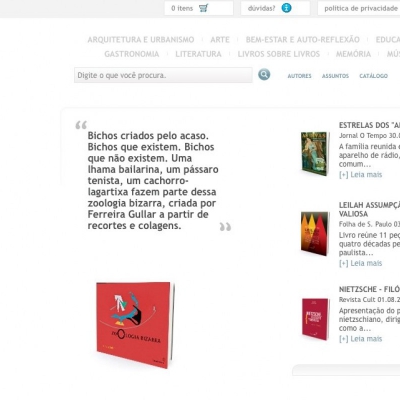 0 itens
dúvidas?
política de privacidade
ARQUITETURA E URBANISMO
ARTE
BEM-ESTAR E AUTO-REFLEXÃO
EDUCA
GASTRONOMIA
LITERATURA
LIVROS SOBRE LIVROS
MEMÓRIA
MÚ
Digite o que você procura.
AUTORES
ASSUNTOS
CATÁLOGO
“
Bichos criados pelo acaso.
Bichos que existem. Bichos
que não existem. Uma
lhama bailarina, um pássaro
tenista, um cachorro-
lagartixa fazem parte dessa
zoologia bizarra, criada por
Ferreira Gullar a partir de
recortes e colagens.
”
ZOOLOGIA BIZARRA
ESTRELAS DOS "A
Jornal O Tempo 30.0
A família reunida e
aparelho de rádio,
comum...
[+] Leia mais
LEILAH ASSUMPÇÃ
VALIOSA
Folha de S. Paulo 03
Livro reúne 11 peç
quatro décadas pe
paulista...
[+] Leia mais
NIETZSCHE - FILÓ
Revista Cult 01.08.2
Apresentação do p
nietzschiano, dirig
como a...
[+] Leia mais